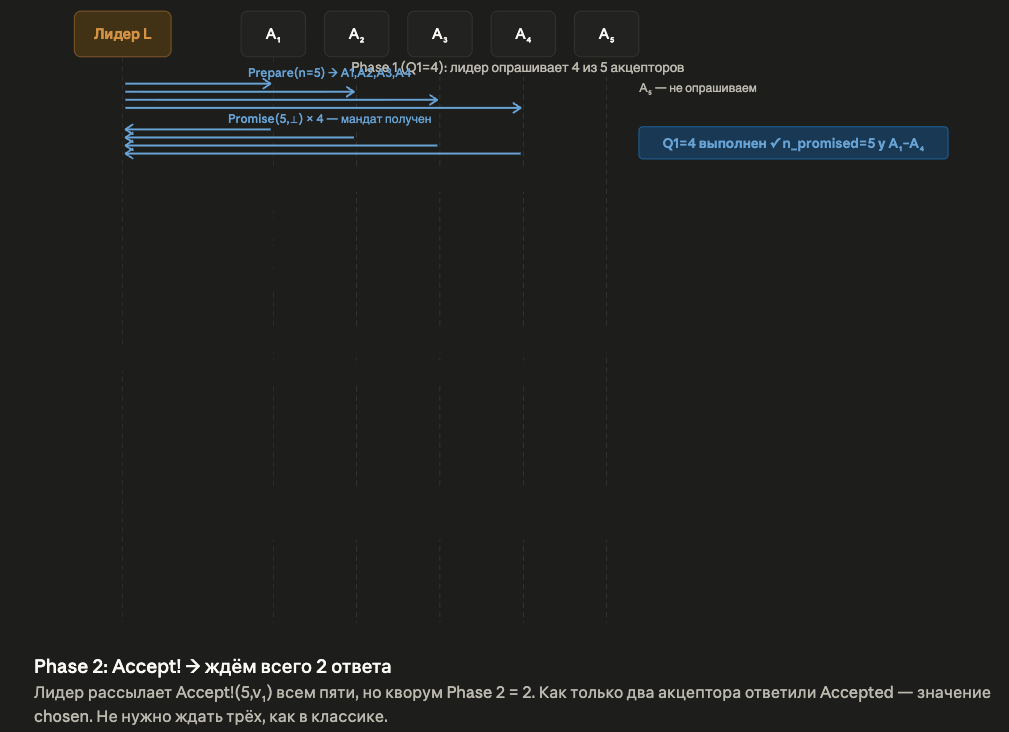 Лидер L
A₁
A₂
A₃
A₄
A₅
Phase 1 (Q1=4): лидер опрашивает 4 из 5 акцепторов
Prepare(n=5) → A1,A2,A3,A4
A₅ — не опрашиваем
Promise(5,⊥) × 4 — мандат получен
Q1=4 выполнен ✓ n_promised=5 у A₁–A₄
Phase 2: Accept! → ждём всего 2 ответа
Лидер рассылает Accept!(5,v₁) всем пяти, но кворум Phase 2 = 2. Как только два акцептора ответили Accepted — значение
chosen. Не нужно ждать трёх, как в классике.